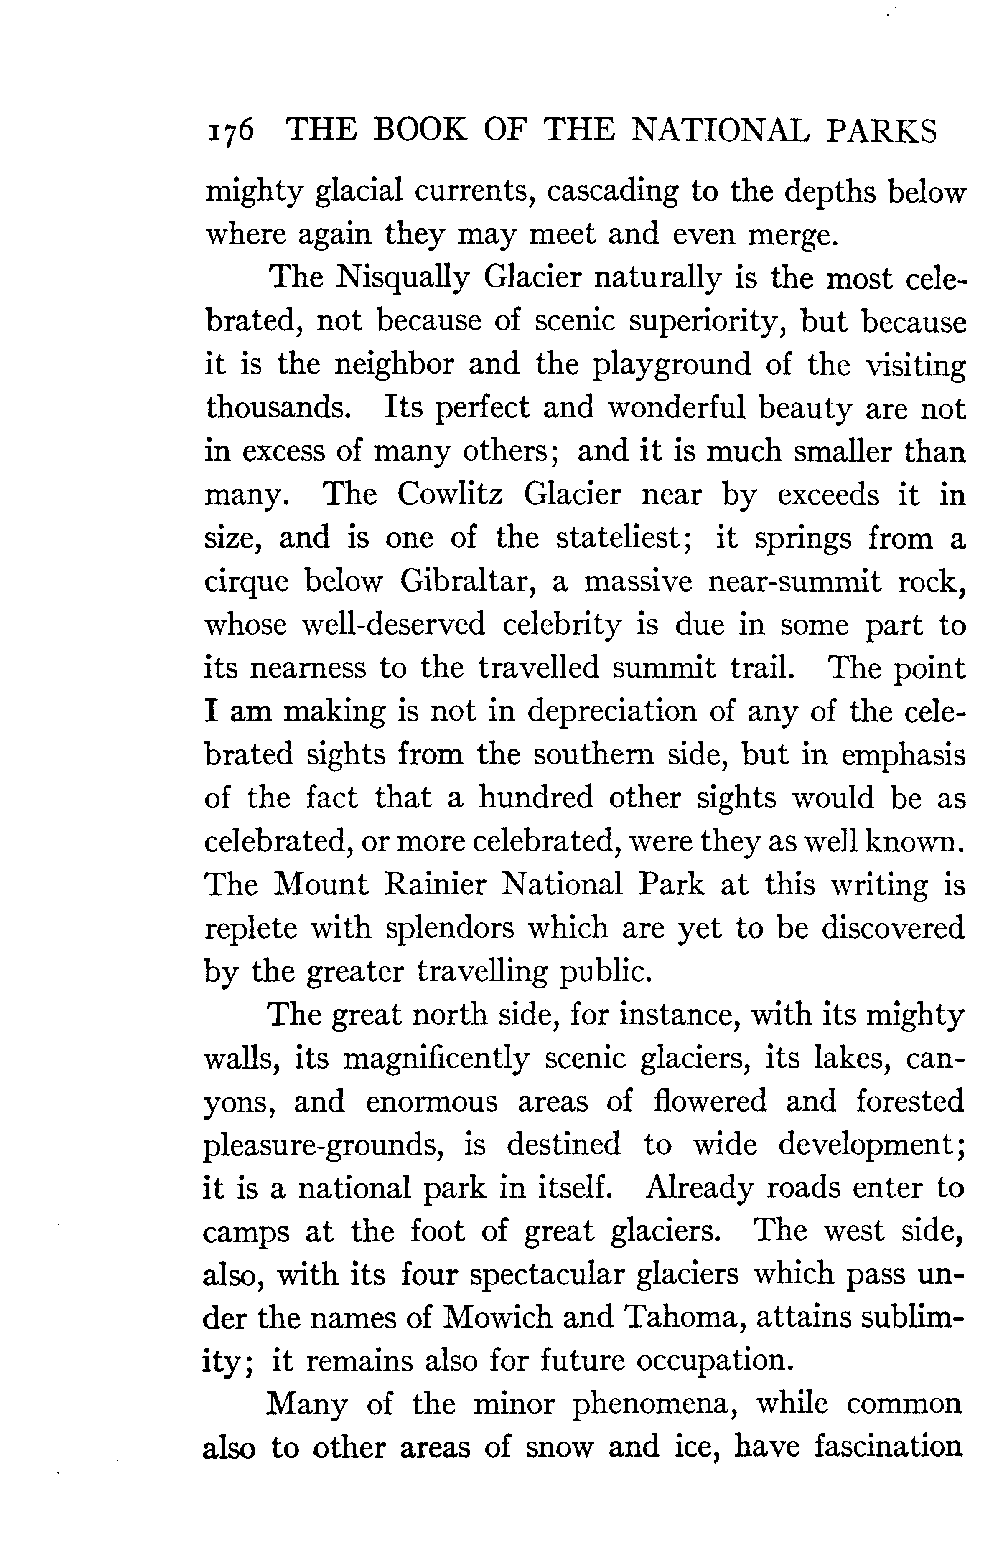 176 THE BOOK OF THE NATIONAL PARKS
mighty glacial currents, cascading to the depths below
where again they may meet and even merge.
The Nisqually Glacier naturally is the most cele-
brated, not because of scenic superiority, but because
it is the neighbor and the playground of the visiting
thousands. Its perfect and wonderful beauty are not
in excess of many others; and it is much smaller than
many. The Cowlitz Glacier near by exceeds it in
size, and is one of the stateliest; it springs from a
cirque below Gibraltar, a massive near-summit rock,
whose well-deserved celebrity is due in some part to
its nearness to the travelled summit trail. The point
I am making is not in depreciation of any of the cele-
brated sights from the southern side, but in emphasis
of the fact that a hundred other sights would be as
celebrated, or more celebrated, were they as well known.
The Mount Rainier National Park at this writing is
replete with splendors which are yet to be discovered
by the greater travelling public.
The great north side, for instance, with its mighty
walls, its magnificently scenic glaciers, its lakes, can-
yons, and enormous areas of flowered and forested
pleasure-grounds, is destined to wide development;
it is a national park in itself. Already roads enter to
camps at the foot of great glaciers. The west side,
also, with its four spectacular glaciers which pass un-
der the names of Mowich and Tahoma, attains sublim-
ity; it remains also for future occupation.
Many of the minor phenomena, while common
also to other areas of snow and ice, have fascination